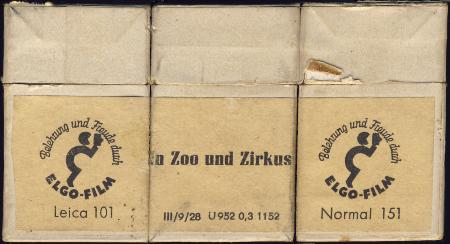 Belehrung und Freude durch
ELGO-FILM
Leica 101
n Zoo und Zirkus
III/9/28 U 952 0,3 1152
Belehrung und Freude durch
ELGO-FILM
Normal 151